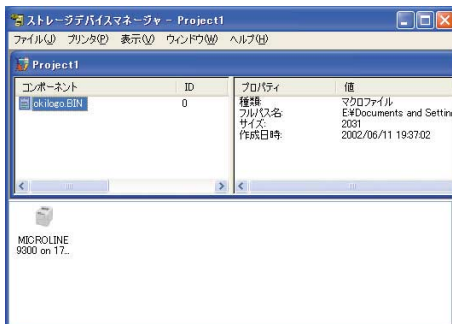 ストレージデバイスマネージャ - Project1
ファイル(J) プリンタ(P) 表示(V) ウィンドウ(W) ヘルプ(H)
Project1
コンポーネント ID
okilogo.BIN 0
プロパティ 値
種類: マクロファイル
フルパス名: E:¥Documents and Settin
サイズ: 2031
作成日時: 2002/06/11 19:37:02
MICROLINE
9300 on 17...